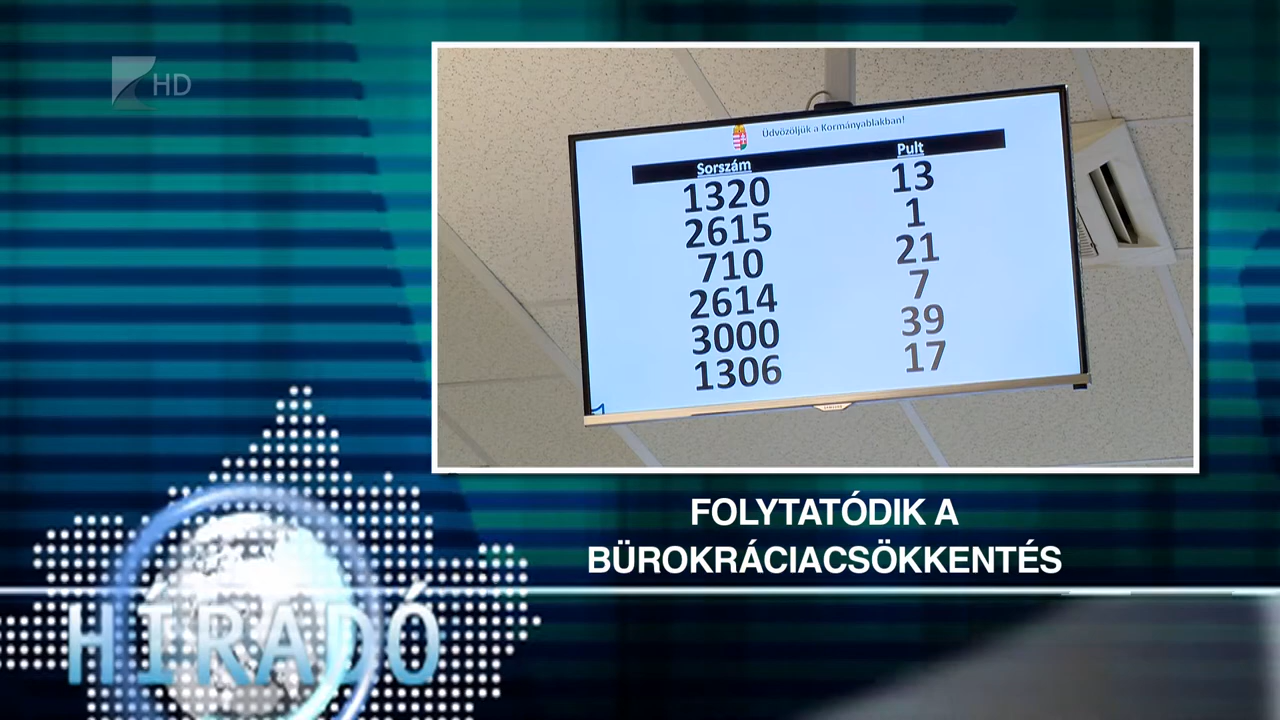 HD
Üdvözöljük a Kormányablakban!
Sorszám Pult
1320 13
2615 1
710 21
2614 7
3000 39
1306 17
SAMSUNG
FOLYTATÓDIK A
BÜROKRÁCIACSÖKKENTÉS
HÍRADÓ